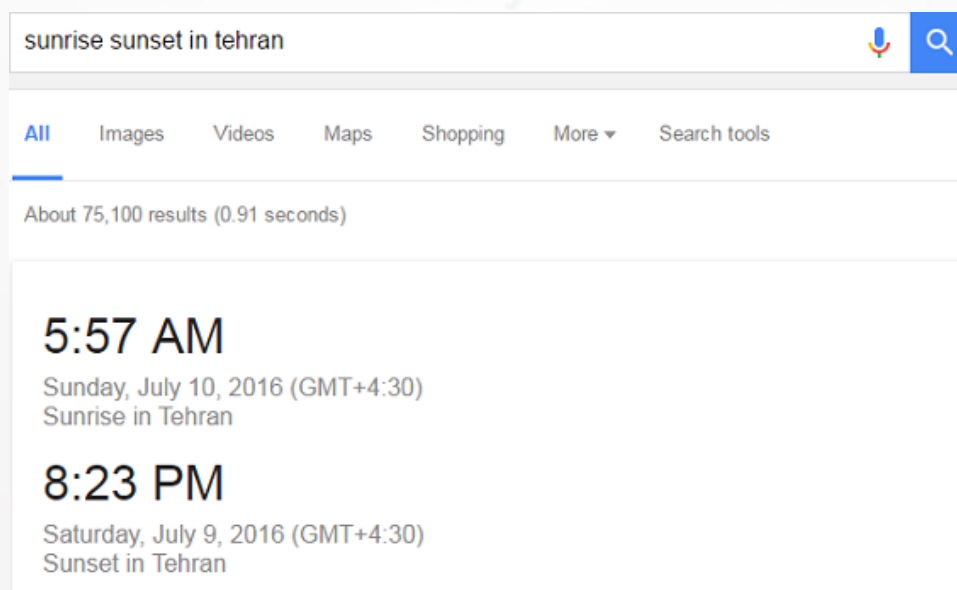 sunrise sunset in tehran
All Images Videos Maps Shopping More Search tools
About 75,100 results (0.91 seconds)
5:57 AM
Sunday, July 10, 2016 (GMT+4:30)
Sunrise in Tehran
8:23 PM
Saturday, July 9, 2016 (GMT+4:30)
Sunset in Tehran